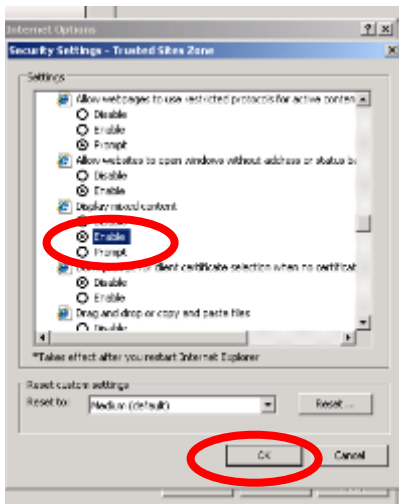 Internet Options
Security Settings - Trusted Sites Zone
Settings
Allow webpages to use restricted protocols for active conten
Disable
Enable
Prompt
Allow websites to open windows without address or status ba
Disable
Enable
Display mixed content
Enable
Prompt
client certificate selection when no certificat
Disable
Enable
Drag and drop or copy and paste files
Disable
*Takes effect after you restart Internet Explorer
Reset custom settings
Reset to:
Medium (default)
Reset...
OK
Cancel